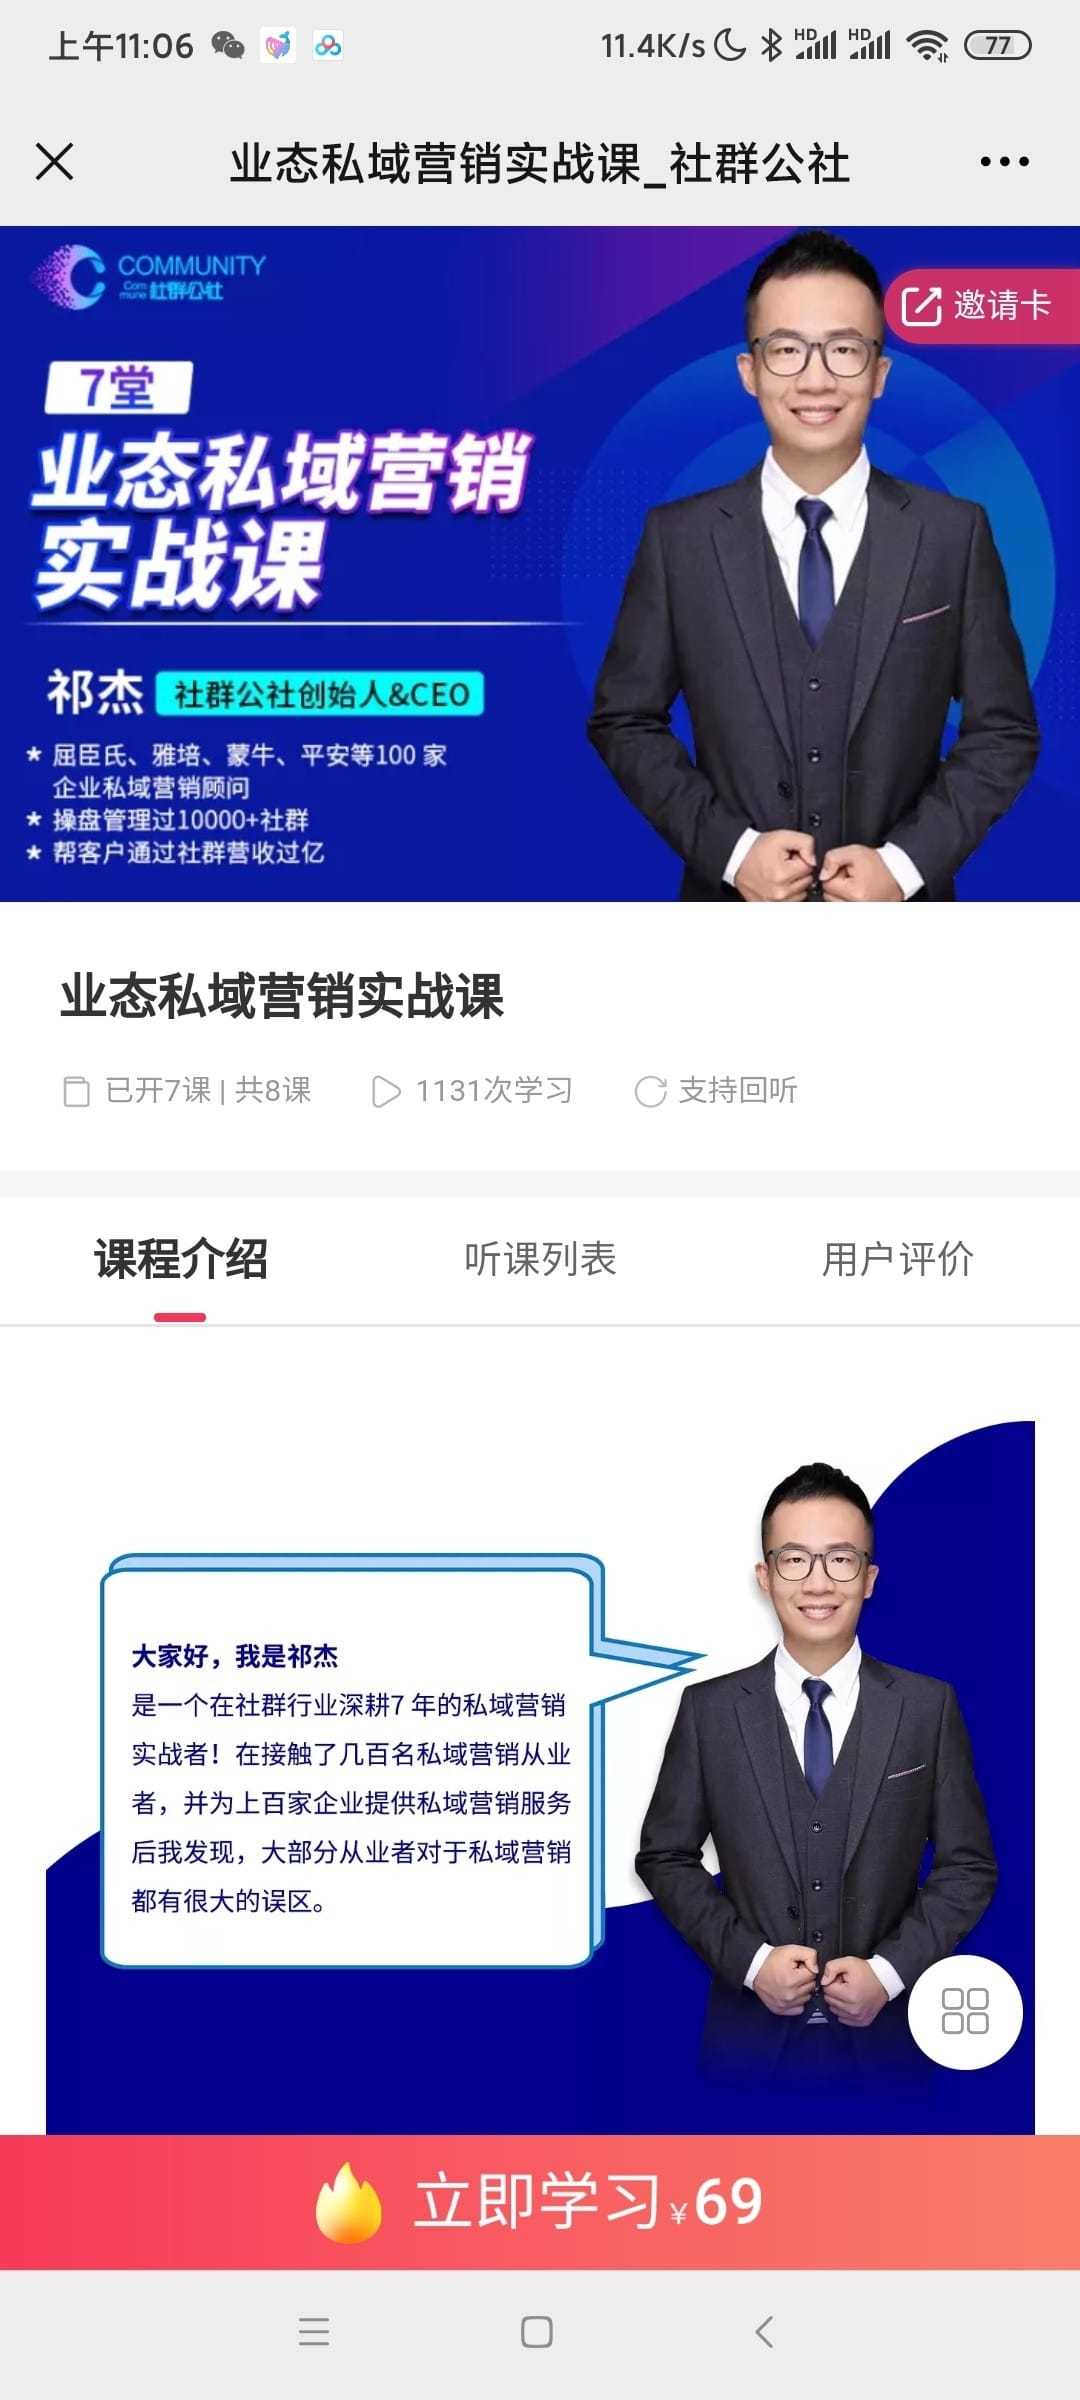 上午11:06
11.4K/s
HD
HD
77
业态私域营销实战课_社群公社
COMMUNITY
Com
mune 社群公社
邀请卡
7堂
业态私域营销
实战课
祁杰 社群公社创始人&CEO
★ 屈臣氏、雅培、蒙牛、平安等100 家
企业私域营销顾问
★ 操盘管理过10000+社群
★ 帮客户通过社群营收过亿
业态私域营销实战课
已开7课 | 共8课
1131次学习
支持回听
课程介绍
听课列表
用户评价
大家好，我是祁杰
是一个在社群行业深耕7 年的私域营销
实战者！在接触了几百名私域营销从业
者，并为上百家企业提供私域营销服务
后我发现，大部分从业者对于私域营销
都有很大的误区。
立即学习¥69